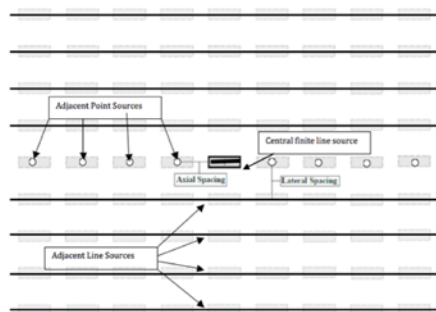 Adjacent Point Sources
Central finite line source
Axial Spacing
Lateral Spacing
Adjacent Line Sources